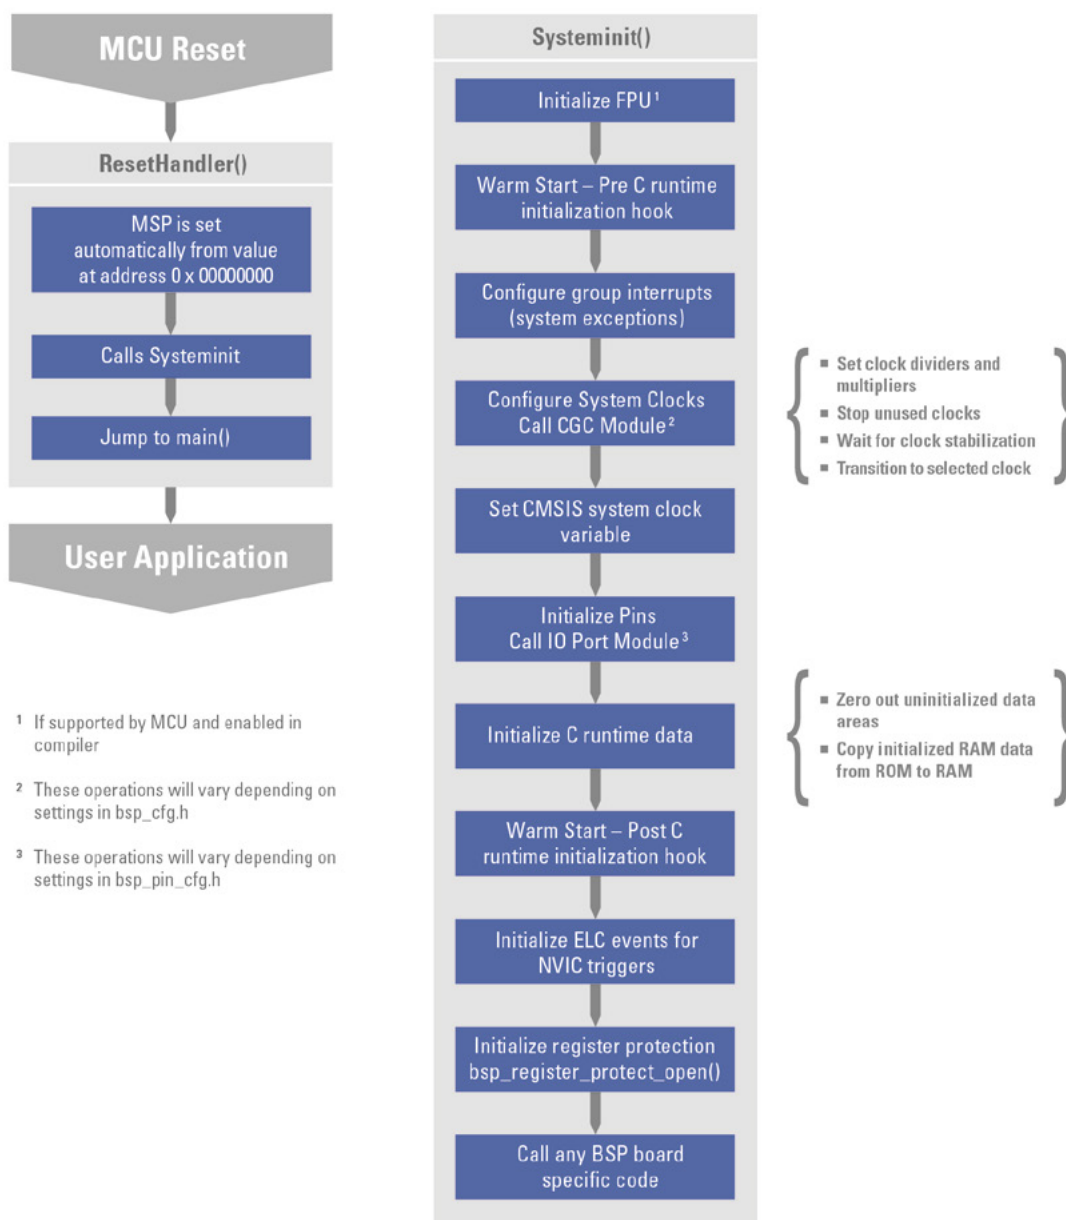 MCU Reset
ResetHandler()
MSP is set
automatically from value
at address 0 x 00000000
Calls Systeminit
Jump to main()
User Application
¹ If supported by MCU and enabled in
compiler
² These operations will vary depending on
settings in bsp_cfg.h
³ These operations will vary depending on
settings in bsp_pin_cfg.h
Systeminit()
Initialize FPU¹
Warm Start – Pre C runtime
initialization hook
Configure group interrupts
(system exceptions)
Configure System Clocks
Call CGC Module²
■ Set clock dividers and
multipliers
■ Stop unused clocks
■ Wait for clock stabilization
■ Transition to selected clock
Set CMSIS system clock
variable
Initialize Pins
Call IO Port Module³
Initialize C runtime data
■ Zero out uninitialized data
areas
■ Copy initialized RAM data
from ROM to RAM
Warm Start – Post C
runtime initialization hook
Initialize ELC events for
NVIC triggers
Initialize register protection
bsp_register_protect_open()
Call any BSP board
specific code